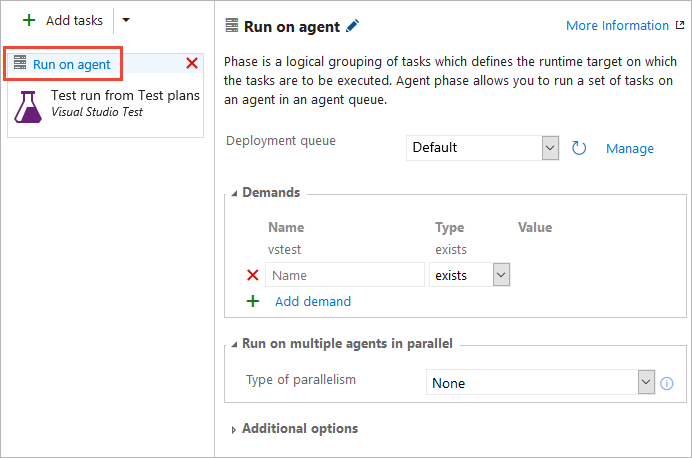 Add tasks
Run on agent
Test run from Test plans
Visual Studio Test
Run on agent
More Information
Phase is a logical grouping of tasks which defines the runtime target on which
the tasks are to be executed. Agent phase allows you to run a set of tasks on
an agent in an agent queue.
Deployment queue Default Manage
Demands
Name Type Value
vstest exists
Name exists
Add demand
Run on multiple agents in parallel
Type of parallelism None
Additional options